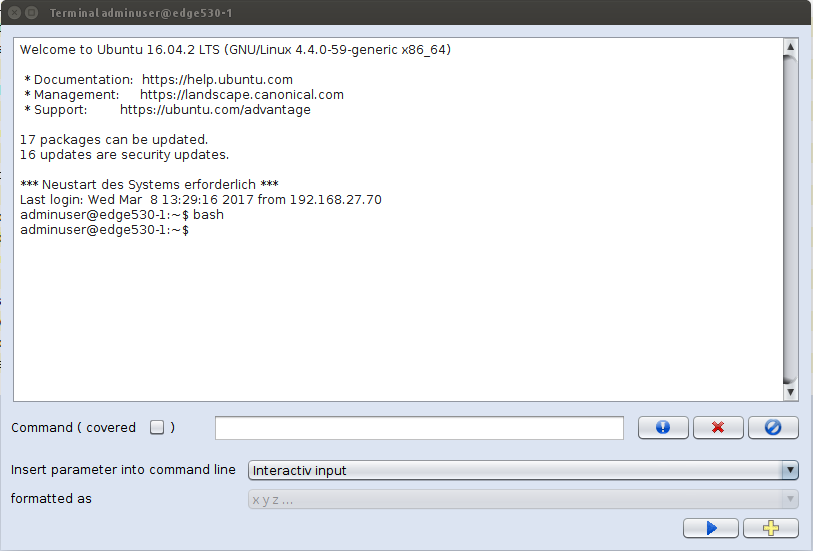 Terminal adminuser@edge530-1
Welcome to Ubuntu 16.04.2 LTS (GNU/Linux 4.4.0-59-generic x86_64)
* Documentation: https://help.ubuntu.com
* Management: https://landscape.canonical.com
* Support: https://ubuntu.com/advantage
17 packages can be updated.
16 updates are security updates.
*** Neustart des Systems erforderlich ***
Last login: Wed Mar 8 13:29:16 2017 from 192.168.27.70
adminuser@edge530-1:~$ bash
adminuser@edge530-1:~$
Command ( covered )
Insert parameter into command line Interactiv input
formatted as x y z ...